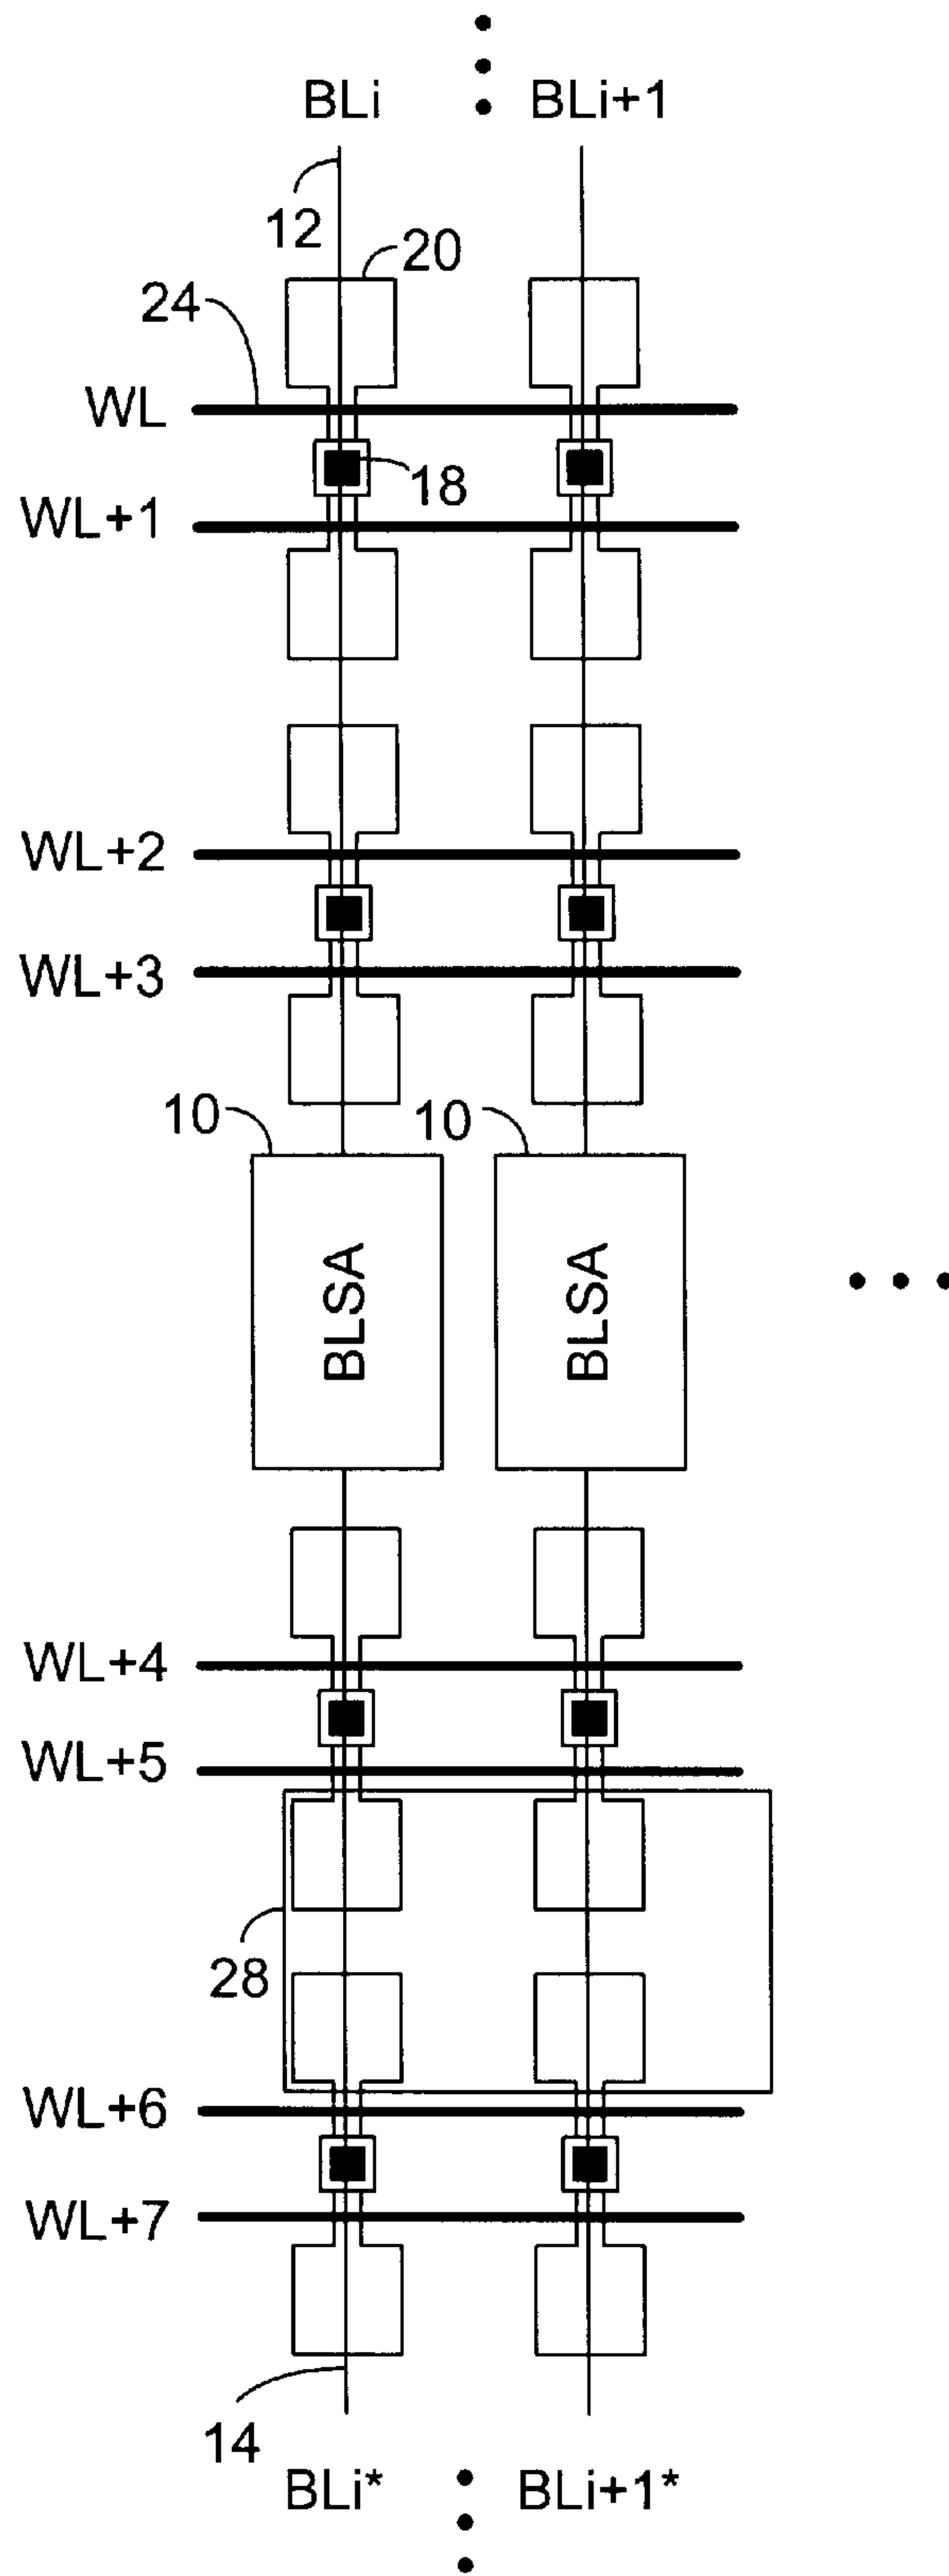 BLi BLi+1
12
20
24
WL
18
WL+1
WL+2
WL+3
10 10
BLSA BLSA
WL+4
WL+5
28
WL+6
WL+7
14
BLi* BLi+1*